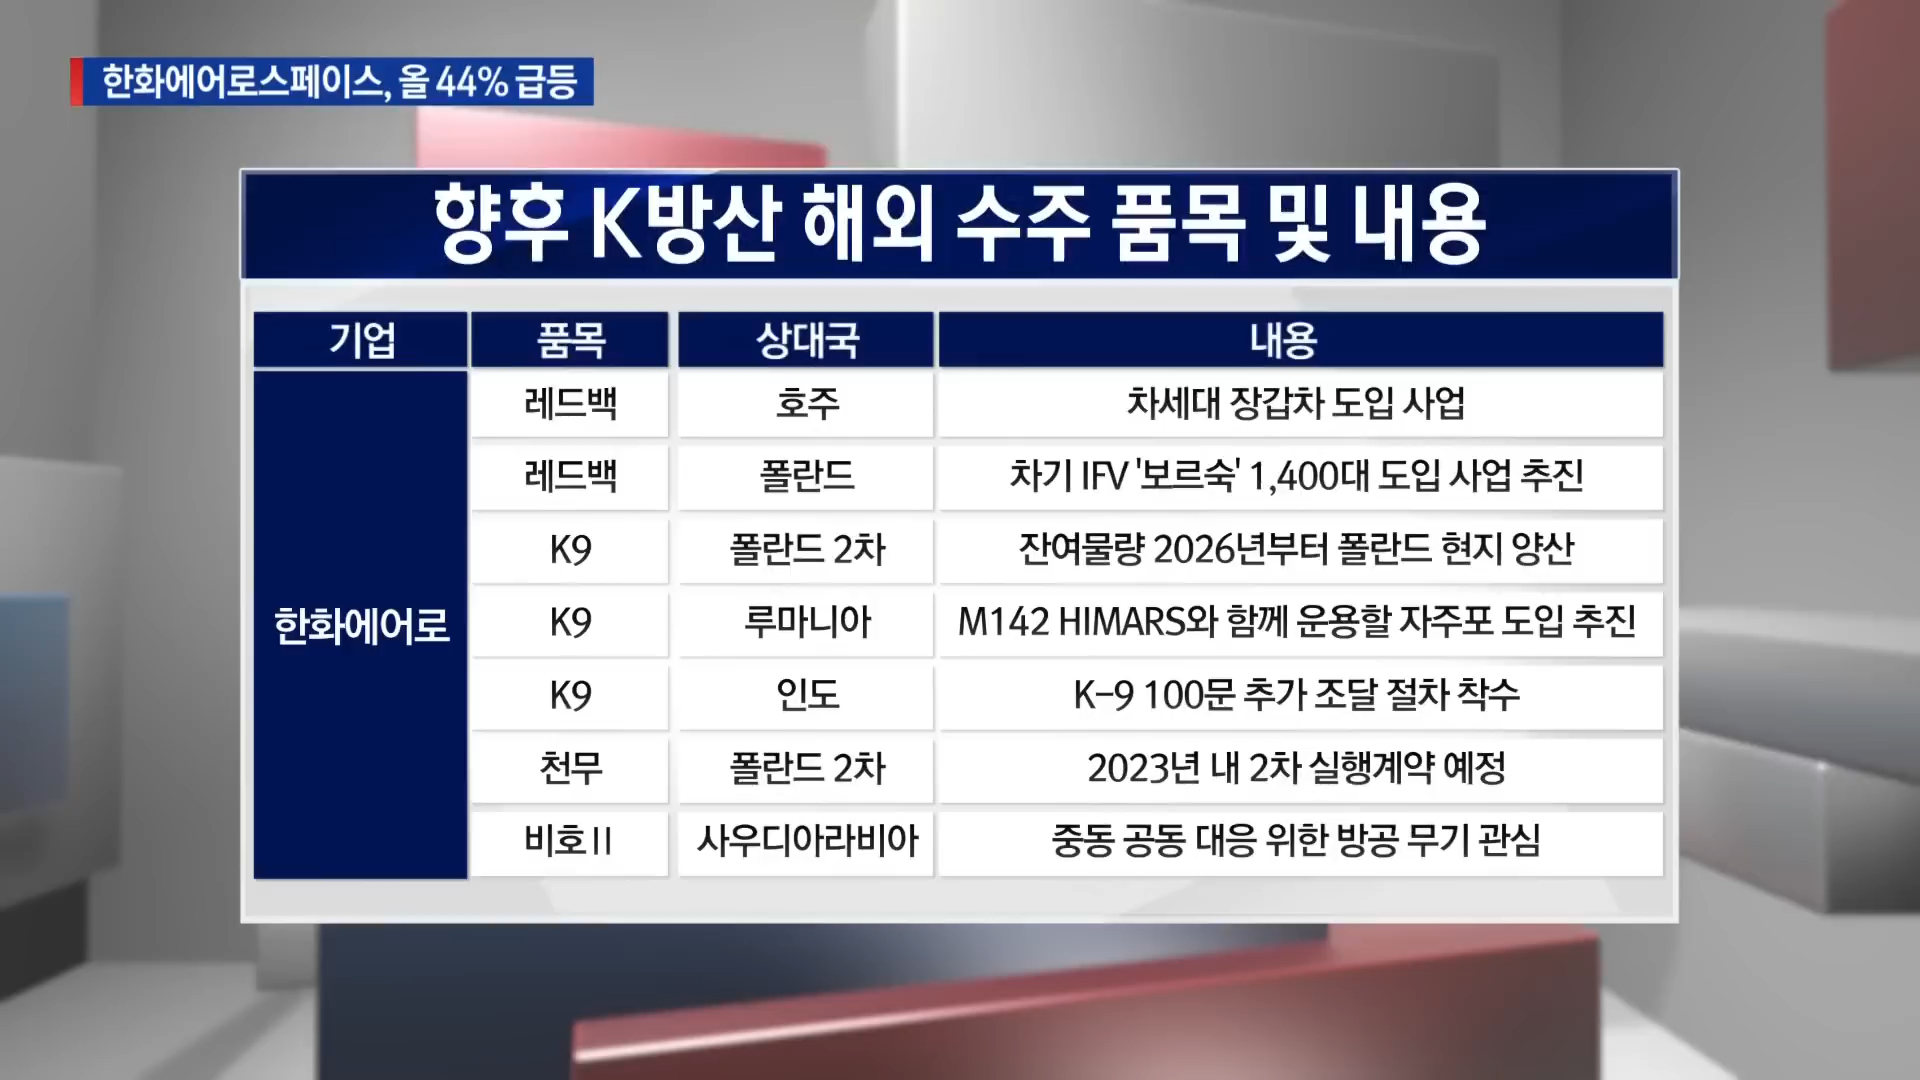 한화에어로스페이스, 올 44% 급등
향후 K방산 해외 수주 품목 및 내용
기업 품목 상대국 내용
한화에어로
레드백 호주 차세대 장갑차 도입 사업
레드백 폴란드 차기 IFV '보르숙' 1,400대 도입 사업 추진
K9 폴란드 2차 잔여물량 2026년부터 폴란드 현지 양산
K9 루마니아 M142 HIMARS와 함께 운용할 자주포 도입 추진
K9 인도 K-9 100문 추가 조달 절차 착수
천무 폴란드 2차 2023년 내 2차 실행계약 예정
비호Ⅱ 사우디아라비아 중동 공동 대응 위한 방공 무기 관심